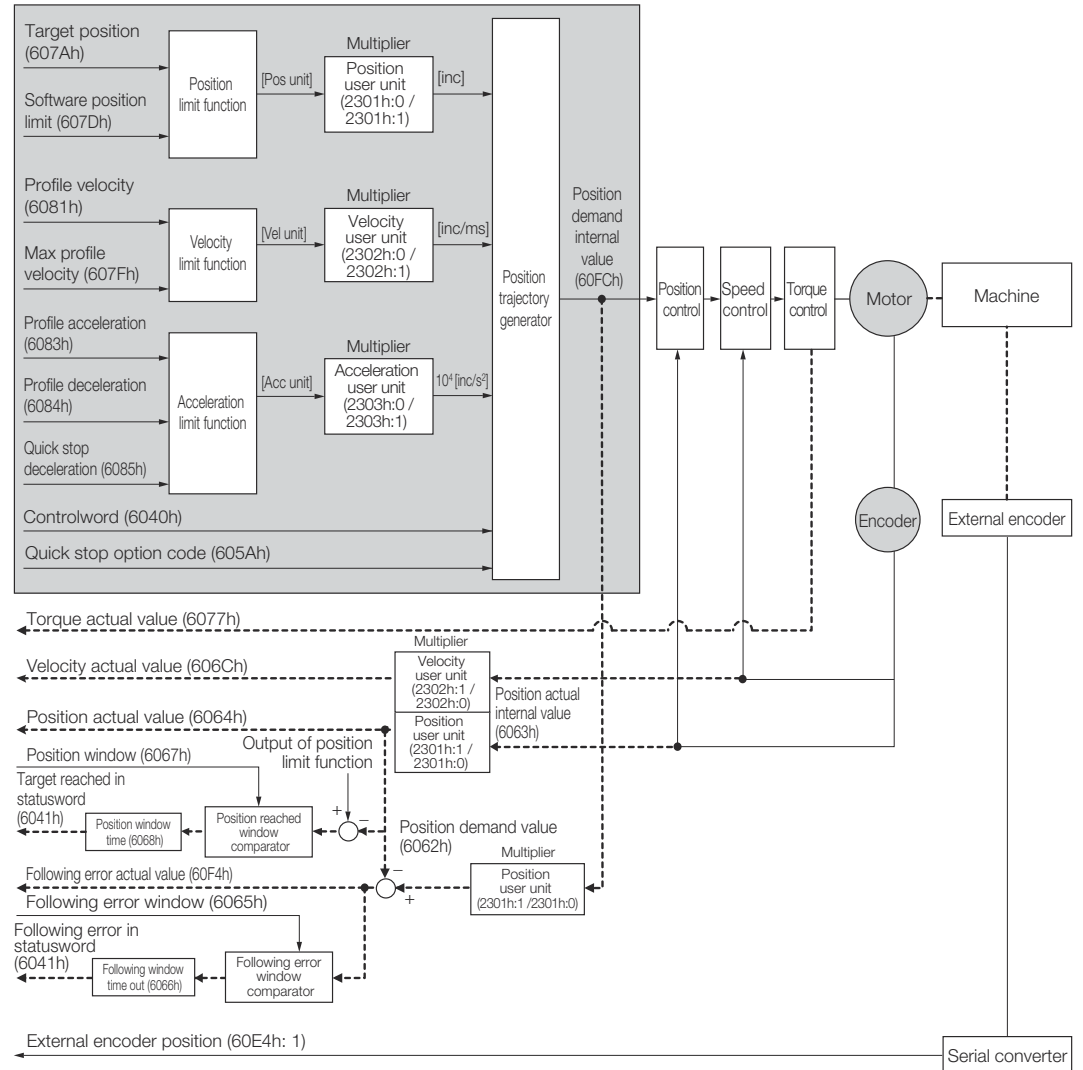 Target position
(607Ah)
Software position
limit (607Dh)
Position
limit function
[Pos unit]
Multiplier
Position
user unit
(2301h:0 /
2301h:1)
[inc]
Profile velocity
(6081h)
Max profile
velocity (607Fh)
Velocity
limit function
[Vel unit]
Multiplier
Velocity
user unit
(2302h:0 /
2302h:1)
[inc/ms]
Profile acceleration
(6083h)
Profile deceleration
(6084h)
Quick stop
deceleration (6085h)
Acceleration
limit function
[Acc unit]
Multiplier
Acceleration
user unit
(2303h:0 /
2303h:1)
10⁴ [inc/s²]
Controlword (6040h)
Quick stop option code (605Ah)
Position
trajectory
generator
Position
demand
internal
value
(60FCh)
Position
control
Speed
control
Torque
control
Motor
Machine
Encoder
External encoder
Torque actual value (6077h)
Velocity actual value (606Ch)
Multiplier
Velocity
user unit
(2302h:1 /
2302h:0)
Position actual
internal value
(6063h)
Position actual value (6064h)
Position
user unit
(2301h:1 /
2301h:0)
Position window (6067h)
Output of position
limit function
Target reached in
statusword
(6041h)
Position window
time (6068h)
Position reached
window
comparator
+
–
Position demand value
(6062h)
Multiplier
Position
user unit
(2301h:1 /2301h:0)
Following error actual value (60F4h)
–
+
Following error window (6065h)
Following error in
statusword
(6041h)
Following window
time out (6066h)
Following error
window
comparator
External encoder position (60E4h: 1)
Serial converter